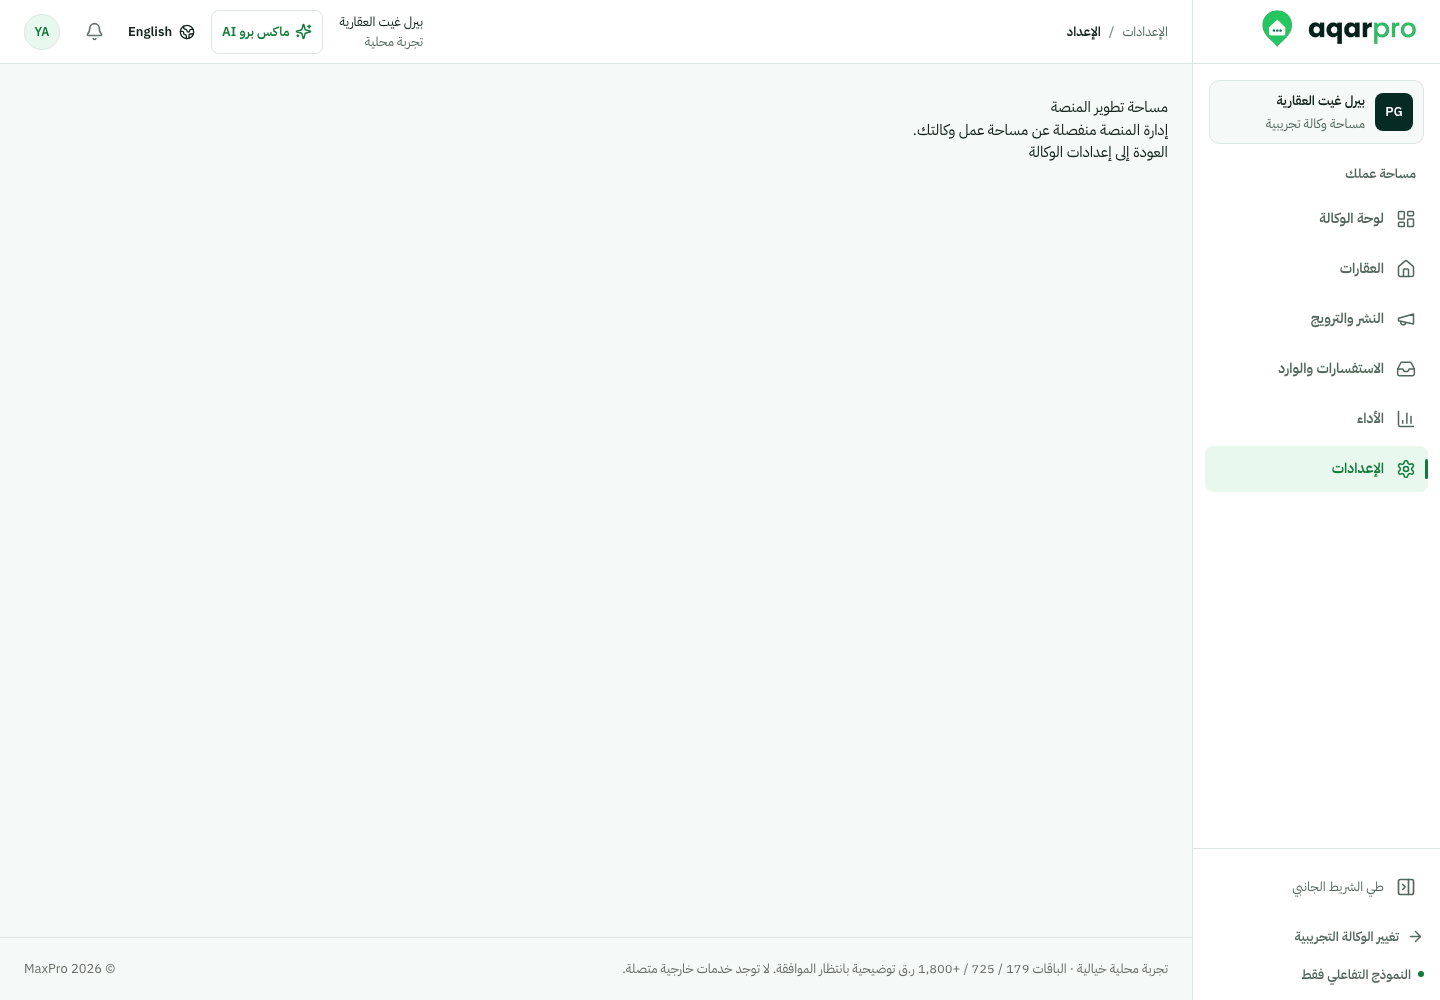 aqarpro
الإعدادات / الإعداد
بيرل غيت العقارية
تجربة محلية
ماكس برو AI
English
YA
PG
بيرل غيت العقارية
مساحة وكالة تجريبية
مساحة عملك
لوحة الوكالة
العقارات
النشر والترويج
الاستفسارات والوارد
الأداء
الإعدادات
طي الشريط الجانبي
تغيير الوكالة التجريبية
النموذج التفاعلي فقط
مساحة تطوير المنصة
إدارة المنصة منفصلة عن مساحة عمل وكالتك.
العودة إلى إعدادات الوكالة
تجربة محلية خيالية · الباقات 179 / 725 / +1,800 ر.ق توضيحية بانتظار الموافقة. لا توجد خدمات خارجية متصلة.
© 2026 MaxPro